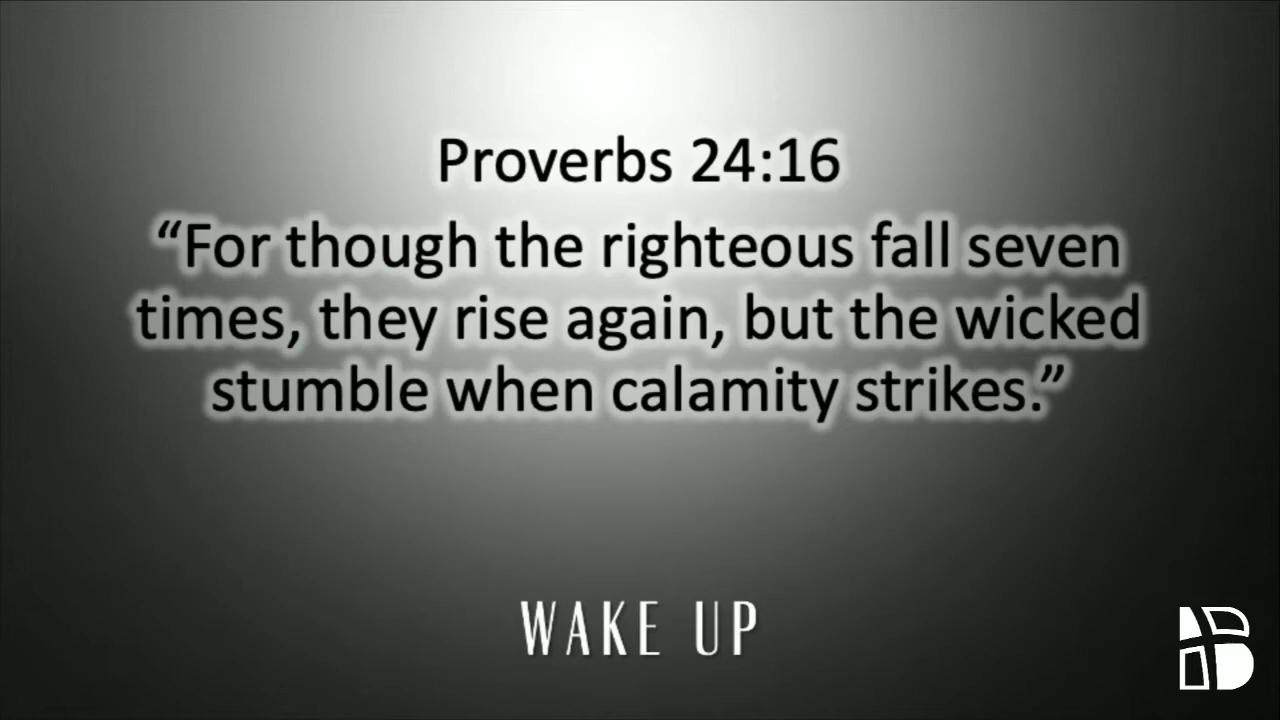 Proverbs 24:16
“For though the righteous fall seven
times, they rise again, but the wicked
stumble when calamity strikes.”
WAKE UP